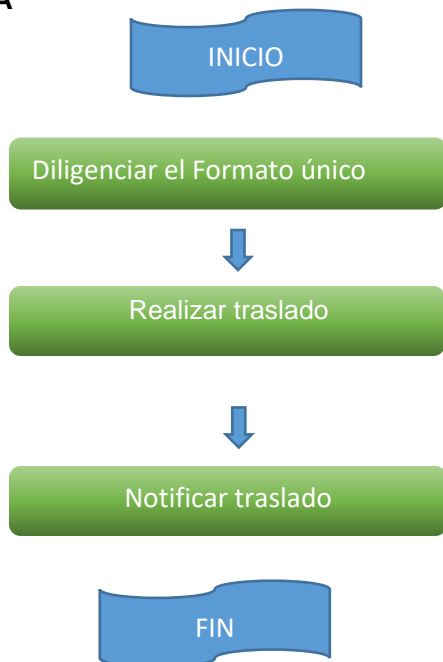 A
INICIO
Diligenciar el Formato único
Realizar traslado
Notificar traslado
FIN